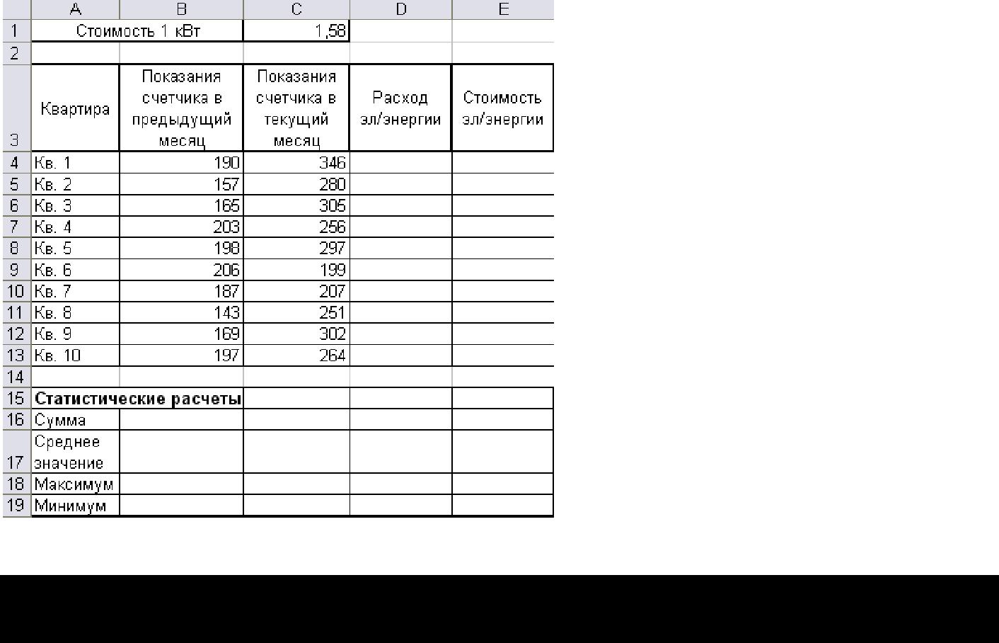 A B C D E
1 Стоимость 1 кВт 1,58
2
3 Квартира Показания счетчика в предыдущий месяц Показания счетчика в текущий месяц Расход эл/энергии Стоимость эл/энергии
4 Кв. 1 190 346
5 Кв. 2 157 280
6 Кв. 3 165 305
7 Кв. 4 203 256
8 Кв. 5 198 297
9 Кв. 6 206 199
10 Кв. 7 187 207
11 Кв. 8 143 251
12 Кв. 9 169 302
13 Кв. 10 197 264
14
15 Статистические расчеты
16 Сумма
17 Среднее значение
18 Максимум
19 Минимум